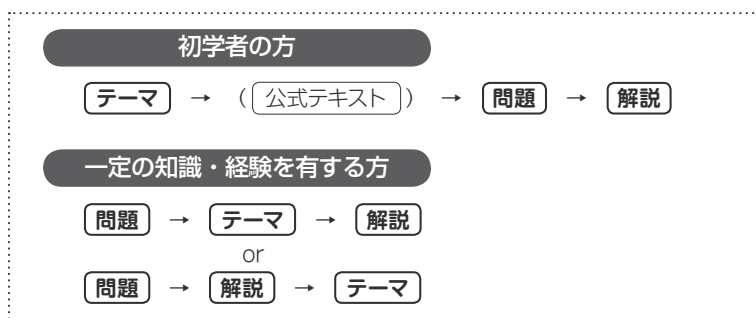 初学者の方
テーマ → (公式テキスト) → 問題 → 解説
一定の知識・経験を有する方
問題 → テーマ → 解説
or
問題 → 解説 → テーマ